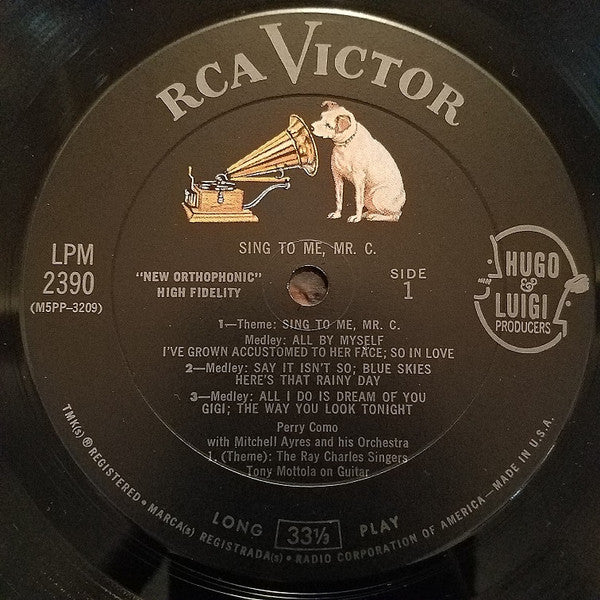 RCA VICTOR
SING TO ME, MR. C.
LPM
2390
(M5PP-3209)
"NEW ORTHOPHONIC"
HIGH FIDELITY
SIDE
1
HUGO
&
LUIGI
PRODUCERS
1—Theme: SING TO ME, MR. C.
Medley: ALL BY MYSELF
I'VE GROWN ACCUSTOMED TO HER FACE; SO IN LOVE
2—Medley: SAY IT ISN'T SO; BLUE SKIES
HERE'S THAT RAINY DAY
3—Medley: ALL I DO IS DREAM OF YOU
GIGI; THE WAY YOU LOOK TONIGHT
Perry Como
with Mitchell Ayres and his Orchestra
1. (Theme): The Ray Charles Singers
Tony Mottola on Guitar
LONG 33⅓ PLAY
TMK(s) ® REGISTERED • MARCA(s) REGISTRADA(s) • RADIO CORPORATION OF AMERICA—MADE IN U.S.A.